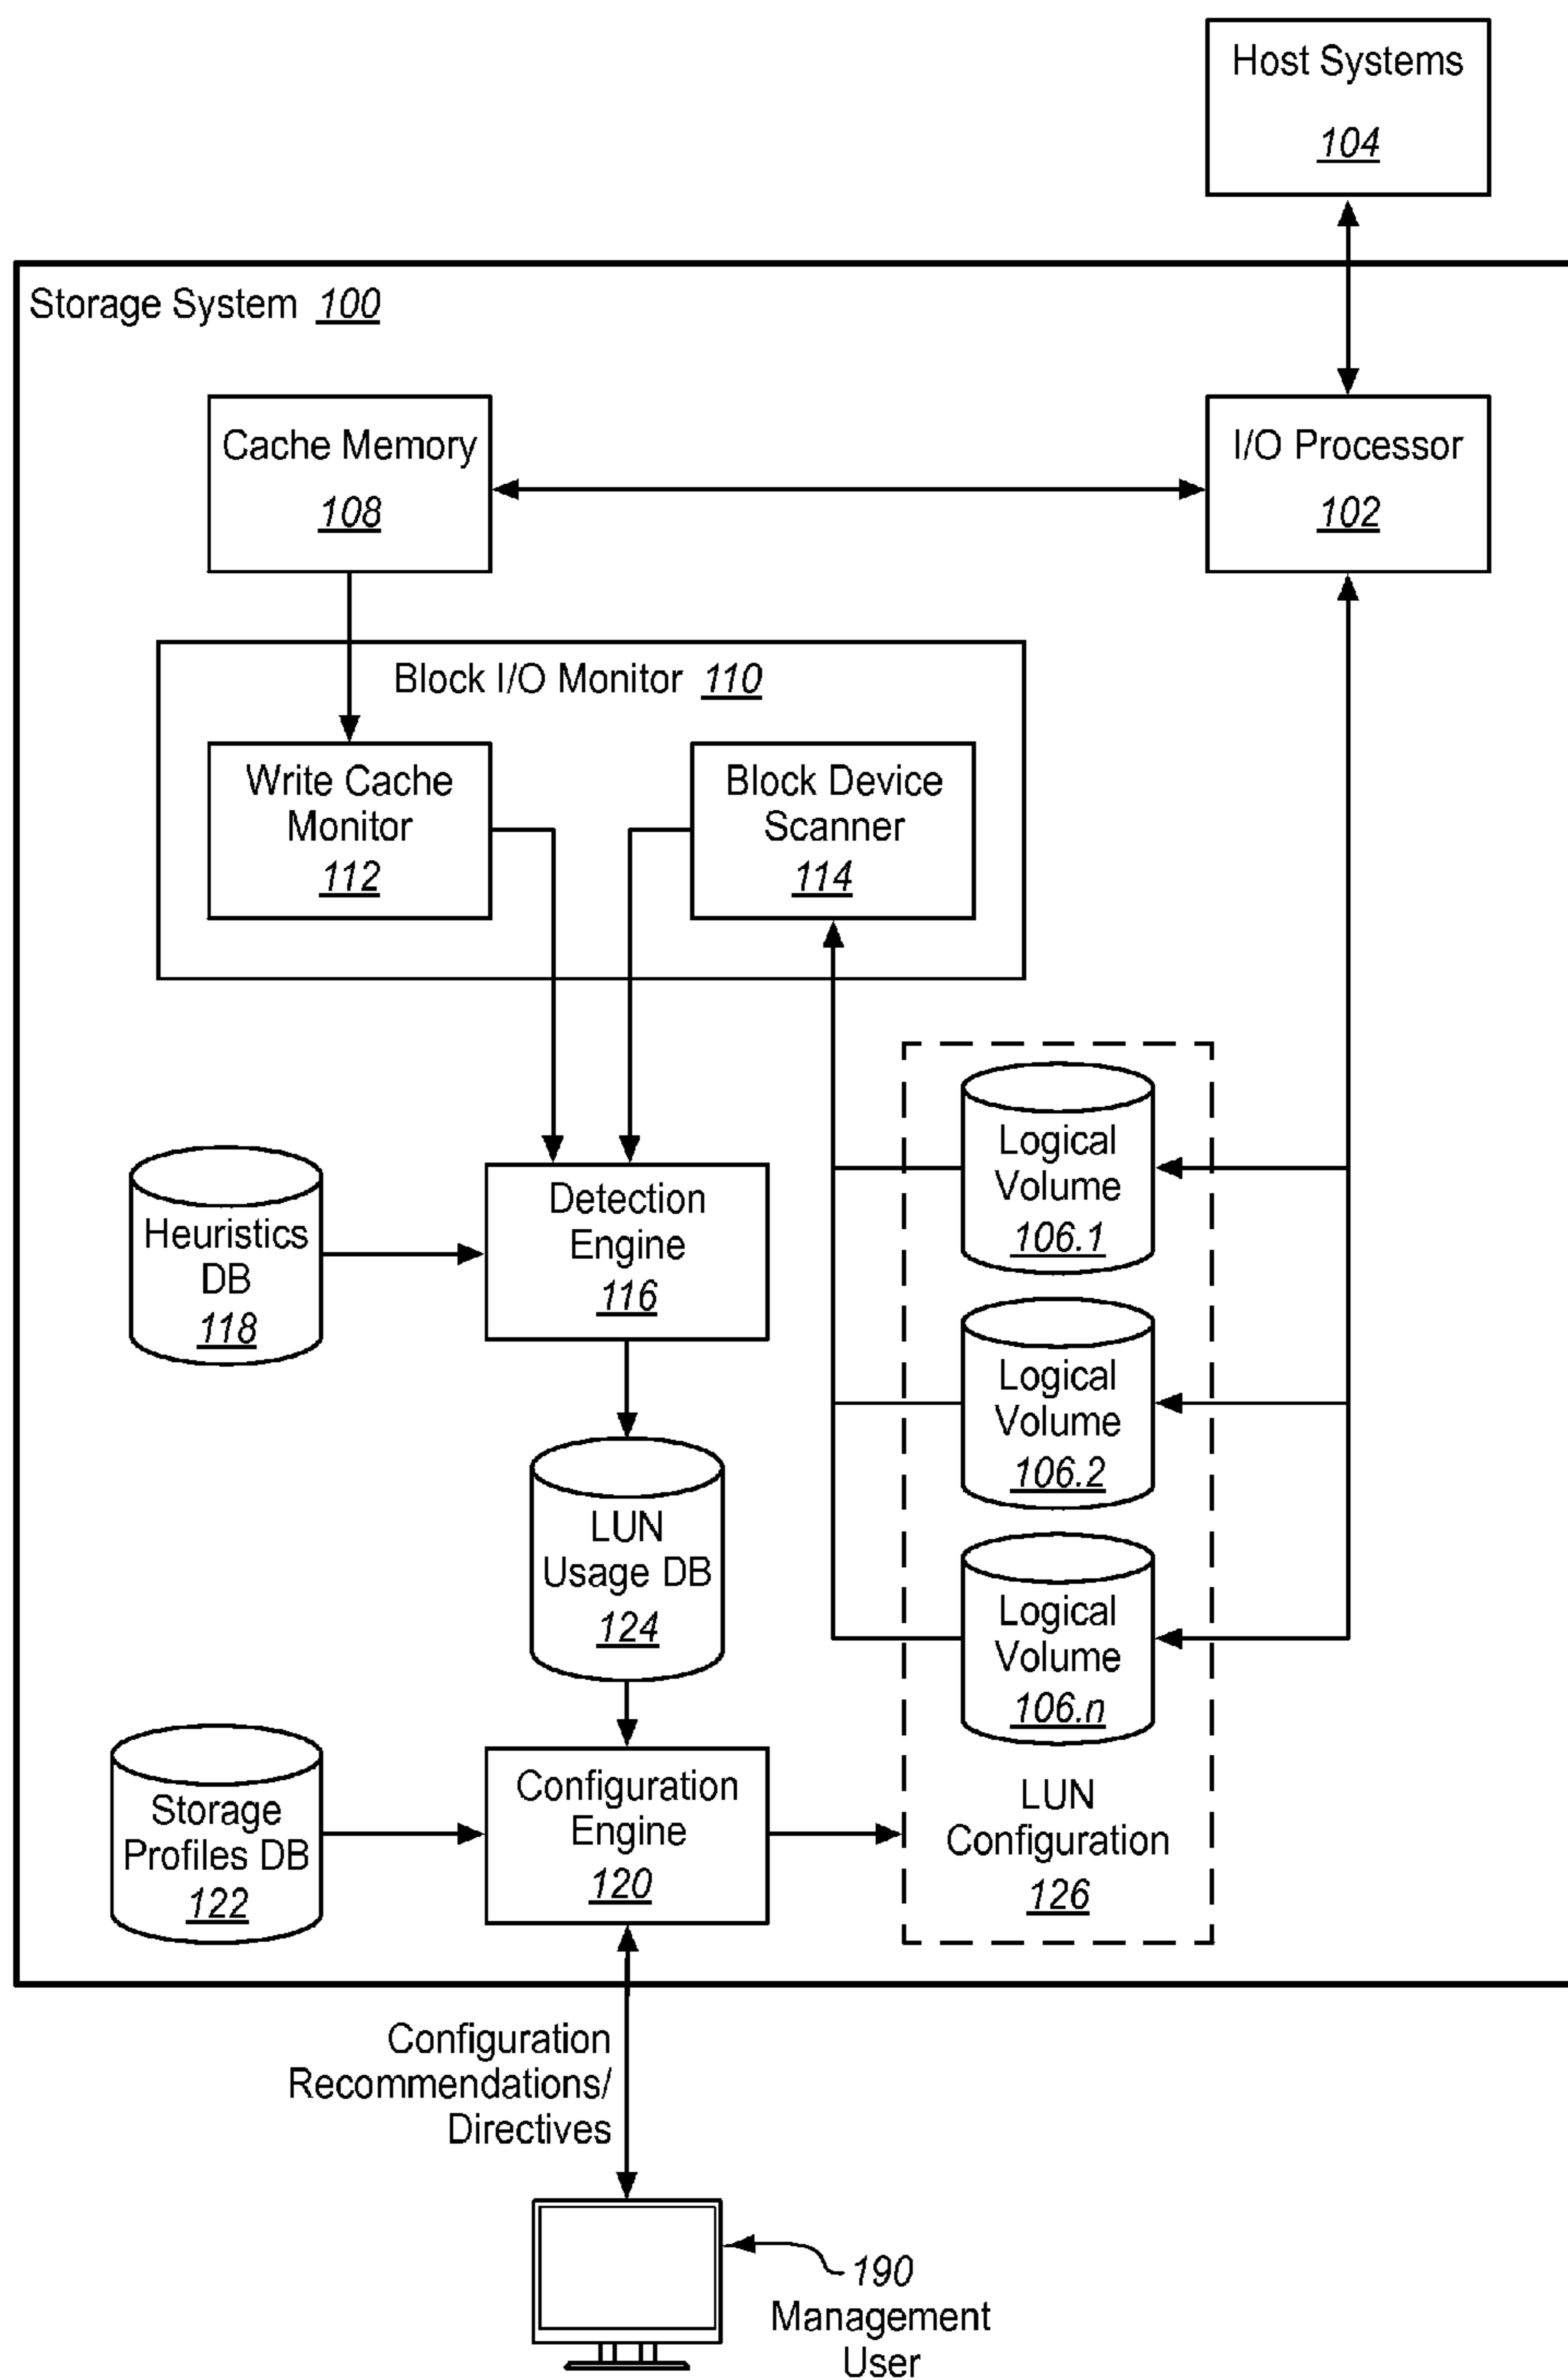 Host Systems
104
Storage System 100
Cache Memory
108
I/O Processor
102
Block I/O Monitor 110
Write Cache
Monitor
112
Block Device
Scanner
114
Logical
Volume
106.1
Heuristics
DB
118
Detection
Engine
116
Logical
Volume
106.2
LUN
Usage DB
124
Logical
Volume
106.n
Storage
Profiles DB
122
Configuration
Engine
120
LUN
Configuration
126
Configuration
Recommendations/
Directives
190
Management
User